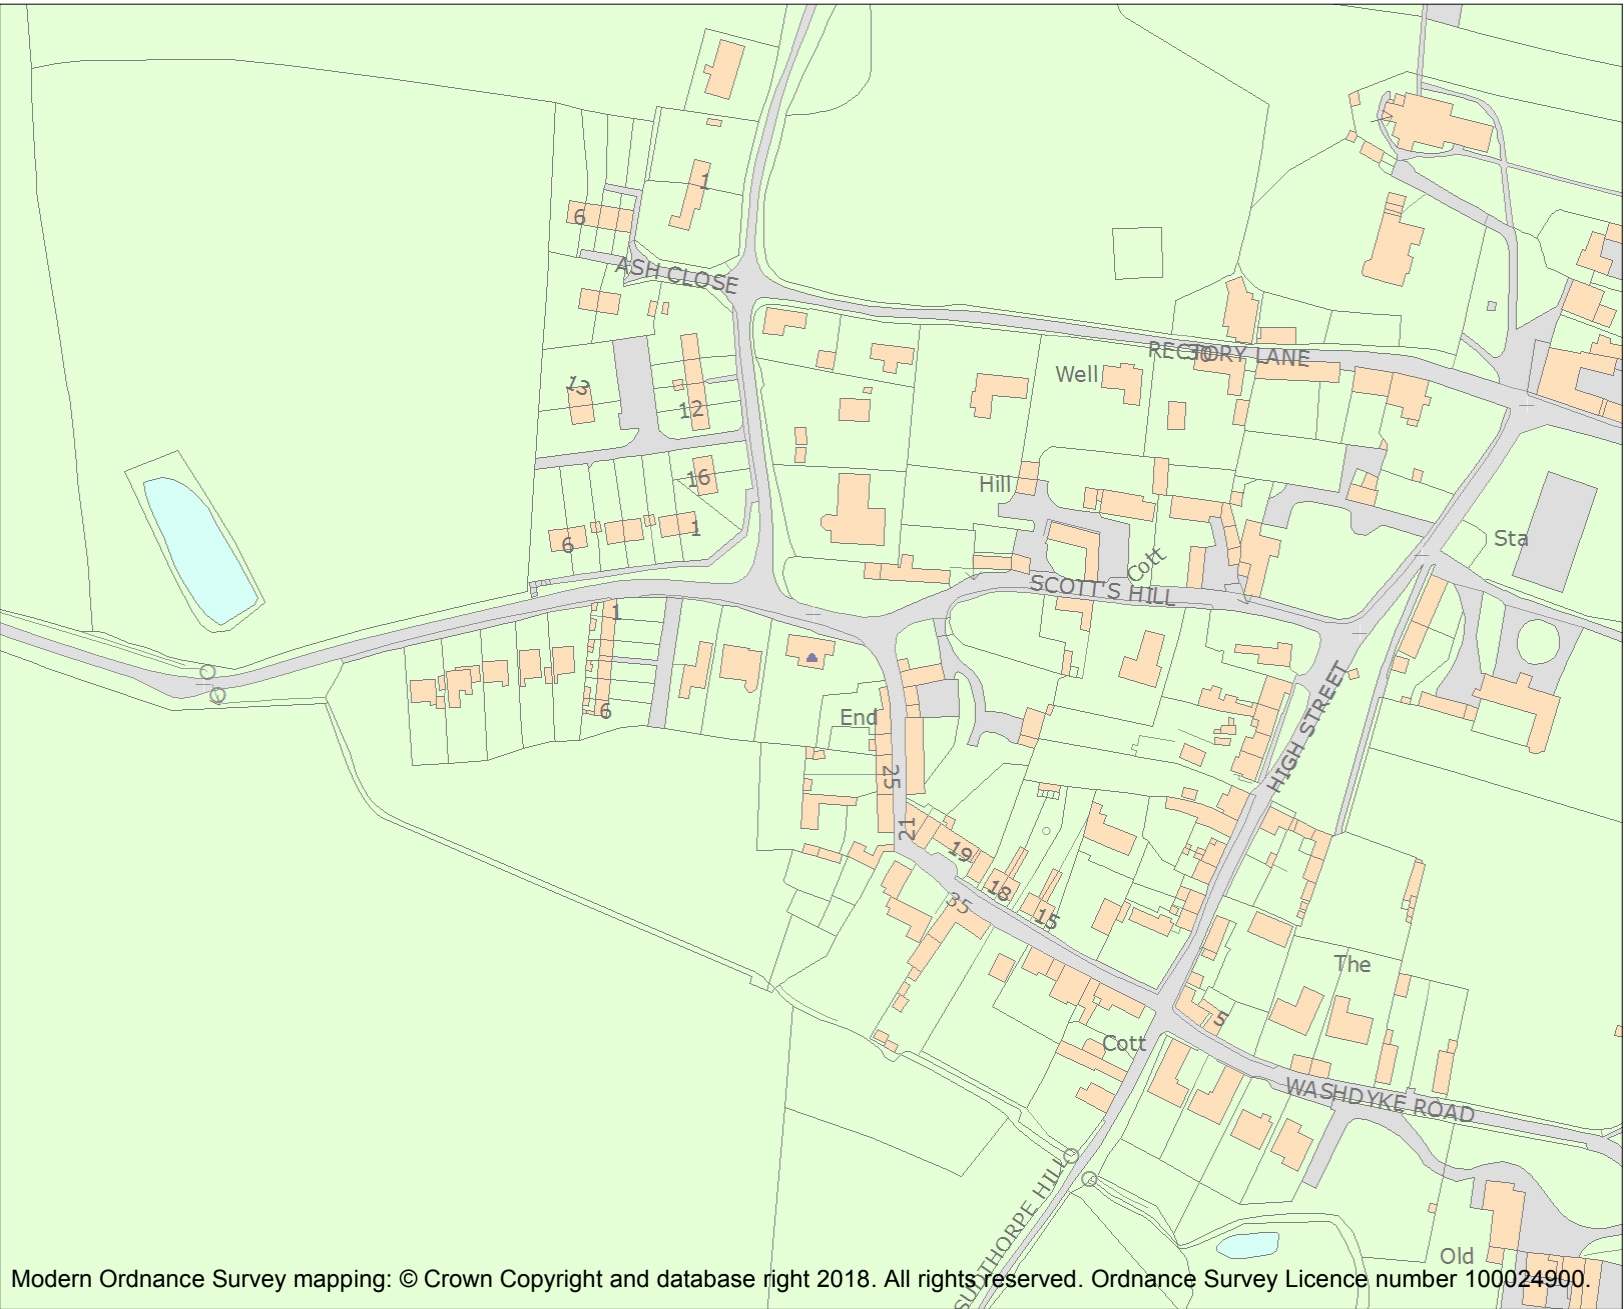 1
6
ASH CLOSE
RECTORY LANE
Well
13
12
16
Hill
1
6
Sta
Cott
SCOTT'S HILL
1
6
End
HIGH STREET
25
21
19
18
35
15
The
5
Cott
WASHDYKE ROAD
SUDTHORPE HILL
Old
Modern Ordnance Survey mapping: © Crown Copyright and database right 2018. All rights reserved. Ordnance Survey Licence number 100024900.